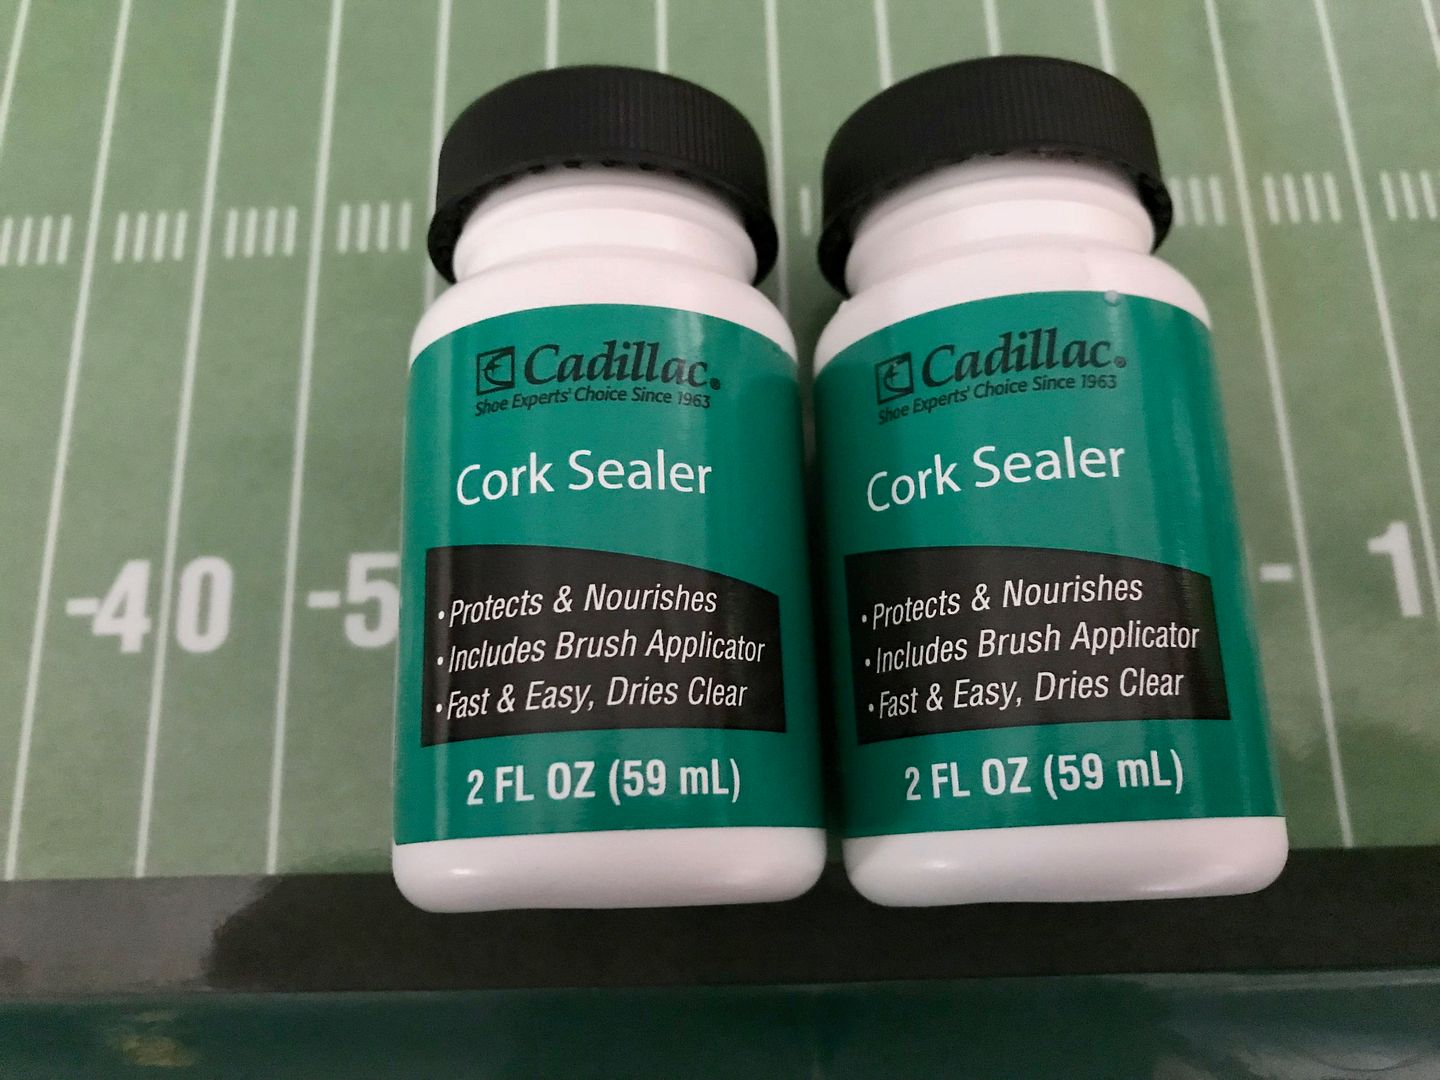 Cadillac®
Shoe Experts' Choice Since 1963
Cork Sealer
• Protects & Nourishes
• Includes Brush Applicator
• Fast & Easy, Dries Clear
2 FL OZ (59 mL)
Cadillac®
Shoe Experts' Choice Since 1963
Cork Sealer
• Protects & Nourishes
• Includes Brush Applicator
• Fast & Easy, Dries Clear
2 FL OZ (59 mL)
-40 -5 - 1